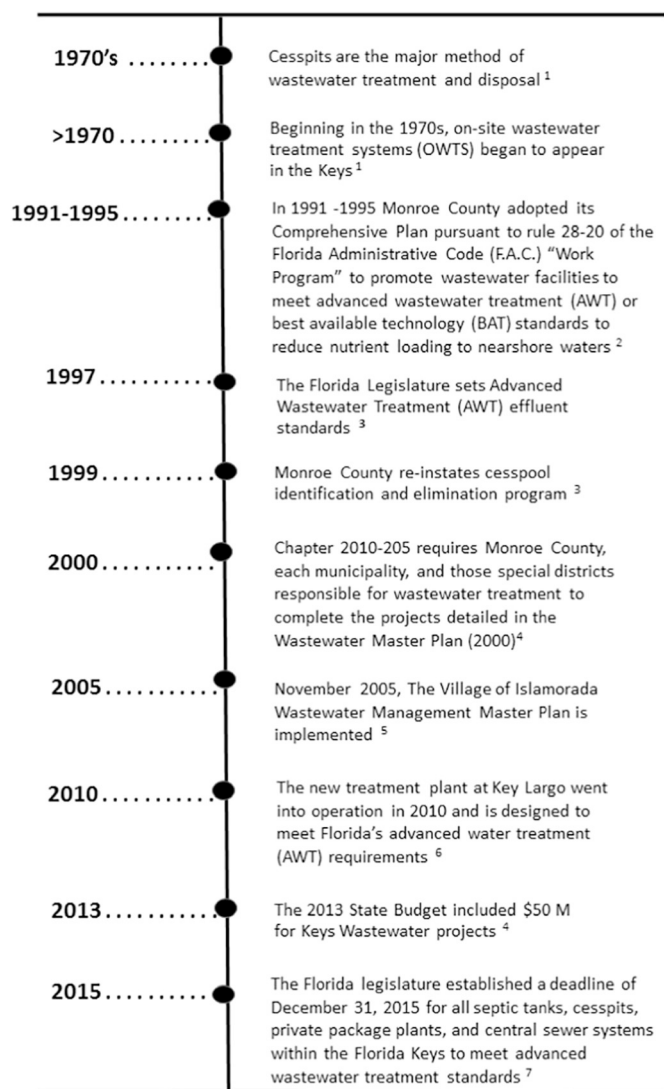 1970's ........ Cesspits are the major method of
wastewater treatment and disposal 1
>1970 ......... Beginning in the 1970s, on-site wastewater
treatment systems (OWTS) began to appear
in the Keys 1
1991-1995 ........ In 1991 -1995 Monroe County adopted its
Comprehensive Plan pursuant to rule 28-20 of the
Florida Administrative Code (F.A.C.) “Work
Program” to promote wastewater facilities to
meet advanced wastewater treatment (AWT) or
best available technology (BAT) standards to
reduce nutrient loading to nearshore waters 2
1997 ........... The Florida Legislature sets Advanced
Wastewater Treatment (AWT) effluent
standards 3
1999 ........... Monroe County re-instates cesspool
identification and elimination program 3
2000 ........... Chapter 2010-205 requires Monroe County,
each municipality, and those special districts
responsible for wastewater treatment to
complete the projects detailed in the
Wastewater Master Plan (2000)4
2005 ........... November 2005, The Village of Islamorada
Wastewater Management Master Plan is
implemented 5
2010 ........... The new treatment plant at Key Largo went
into operation in 2010 and is designed to
meet Florida's advanced water treatment
(AWT) requirements 6
2013 ........... The 2013 State Budget included $50 M
for Keys Wastewater projects 4
2015 ........... The Florida legislature established a deadline of
December 31, 2015 for all septic tanks, cesspits,
private package plants, and central sewer systems
within the Florida Keys to meet advanced
wastewater treatment standards 7